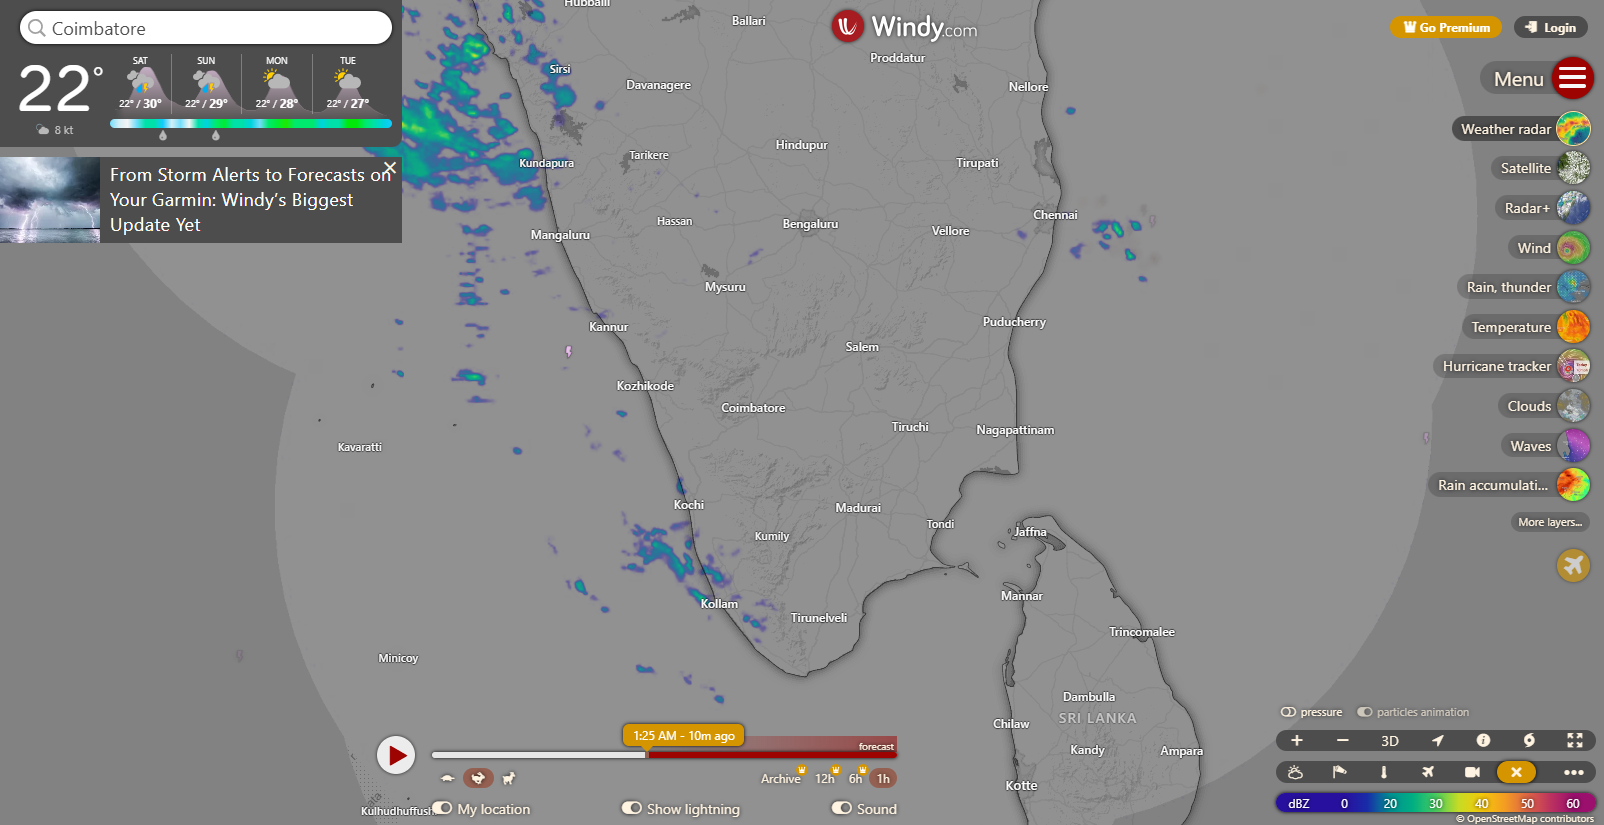 Coimbatore
22°
8 kt
SAT SUN MON TUE
22° / 30° 22° / 29° 22° / 28° 22° / 27°
From Storm Alerts to Forecasts on
Your Garmin: Windy's Biggest
Update Yet
Windy.com
Go Premium
Login
Menu
Weather radar
Satellite
Radar+
Wind
Rain, thunder
Temperature
Hurricane tracker
Clouds
Waves
Rain accumulati...
More layers...
Hubballi
Ballari
Proddatur
Sirsi
Davanagere
Nellore
Hindupur
Tarikere
Kundapura
Tirupati
Hassan
Bengaluru
Chennai
Mangaluru
Vellore
Mysuru
Kannur
Puducherry
Salem
Kozhikode
Coimbatore
Tiruchi
Nagapattinam
Kavaratti
Kochi
Madurai
Tondi
Kumily
Jaffna
Kollam
Mannar
Tirunelveli
Trincomalee
Minicoy
Dambulla
SRI LANKA
Chilaw
Kandy
Ampara
Kotte
Kulhudhuffushi
1:25 AM - 10m ago
forecast
Archive 12h 6h 1h
My location
Show lightning
Sound
pressure
particles animation
3D
dBZ 0 20 30 40 50 60
© OpenStreetMap contributors